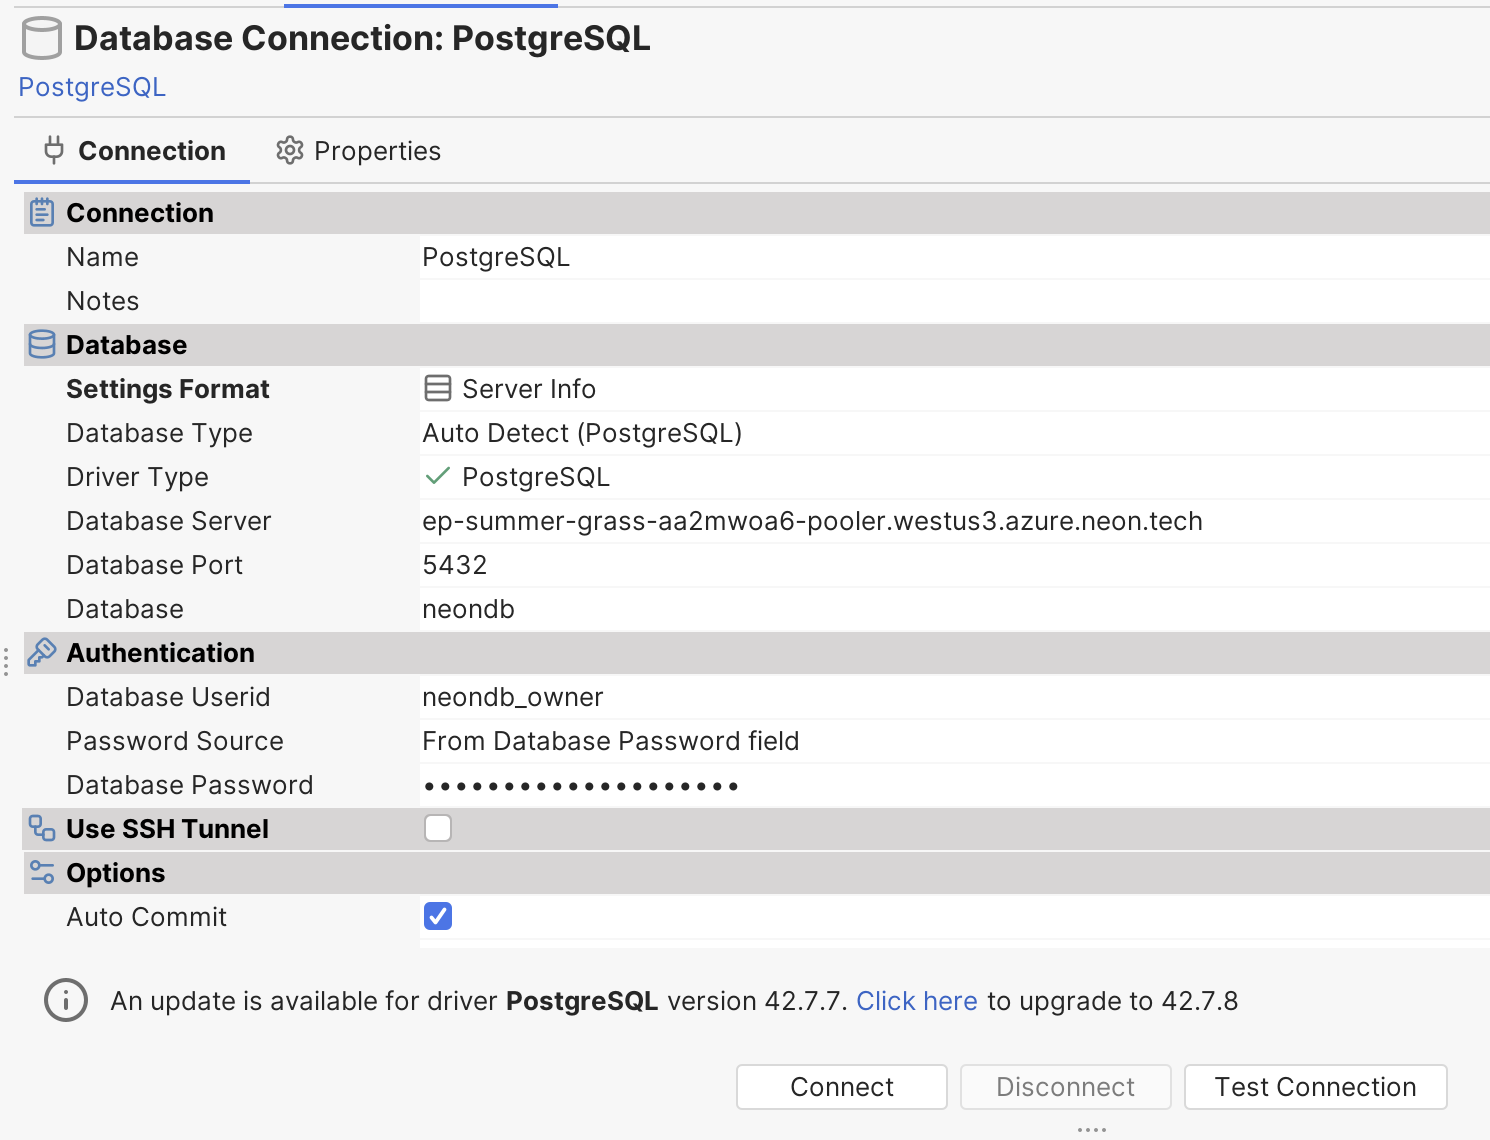 Database Connection: PostgreSQL
PostgreSQL
Connection Properties
Connection
Name PostgreSQL
Notes
Database
Settings Format Server Info
Database Type Auto Detect (PostgreSQL)
Driver Type PostgreSQL
Database Server ep-summer-grass-aa2mwoa6-pooler.westus3.azure.neon.tech
Database Port 5432
Database neondb
Authentication
Database Userid neondb_owner
Password Source From Database Password field
Database Password ••••••••••••••••••••
Use SSH Tunnel
Options
Auto Commit
An update is available for driver PostgreSQL version 42.7.7. Click here to upgrade to 42.7.8
Connect Disconnect Test Connection